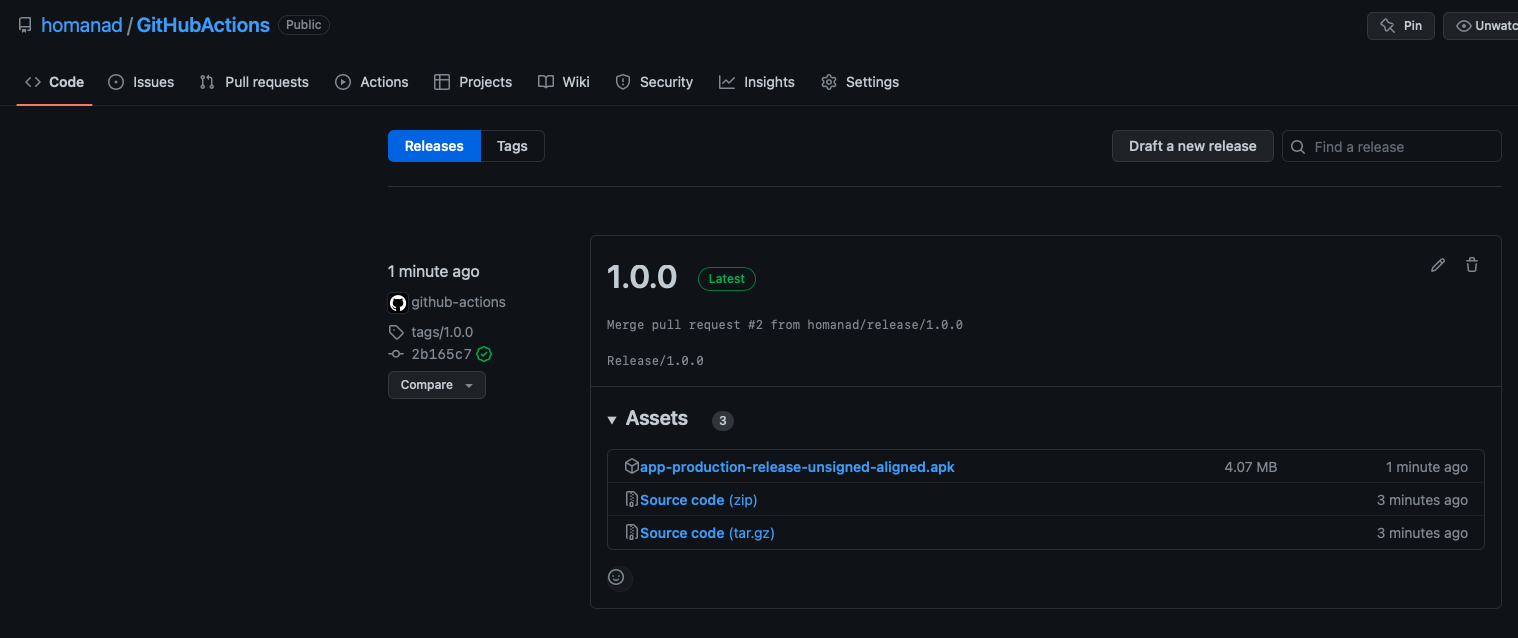 homanad / GitHubActions Public
Pin
Unwatc
Code Issues Pull requests Actions Projects Wiki Security Insights Settings
Releases Tags
Draft a new release
Find a release
1 minute ago
github-actions
tags/1.0.0
2b165c7
Compare
1.0.0 Latest
Merge pull request #2 from homanad/release/1.0.0
Release/1.0.0
Assets 3
app-production-release-unsigned-aligned.apk 4.07 MB 1 minute ago
Source code (zip) 3 minutes ago
Source code (tar.gz) 3 minutes ago